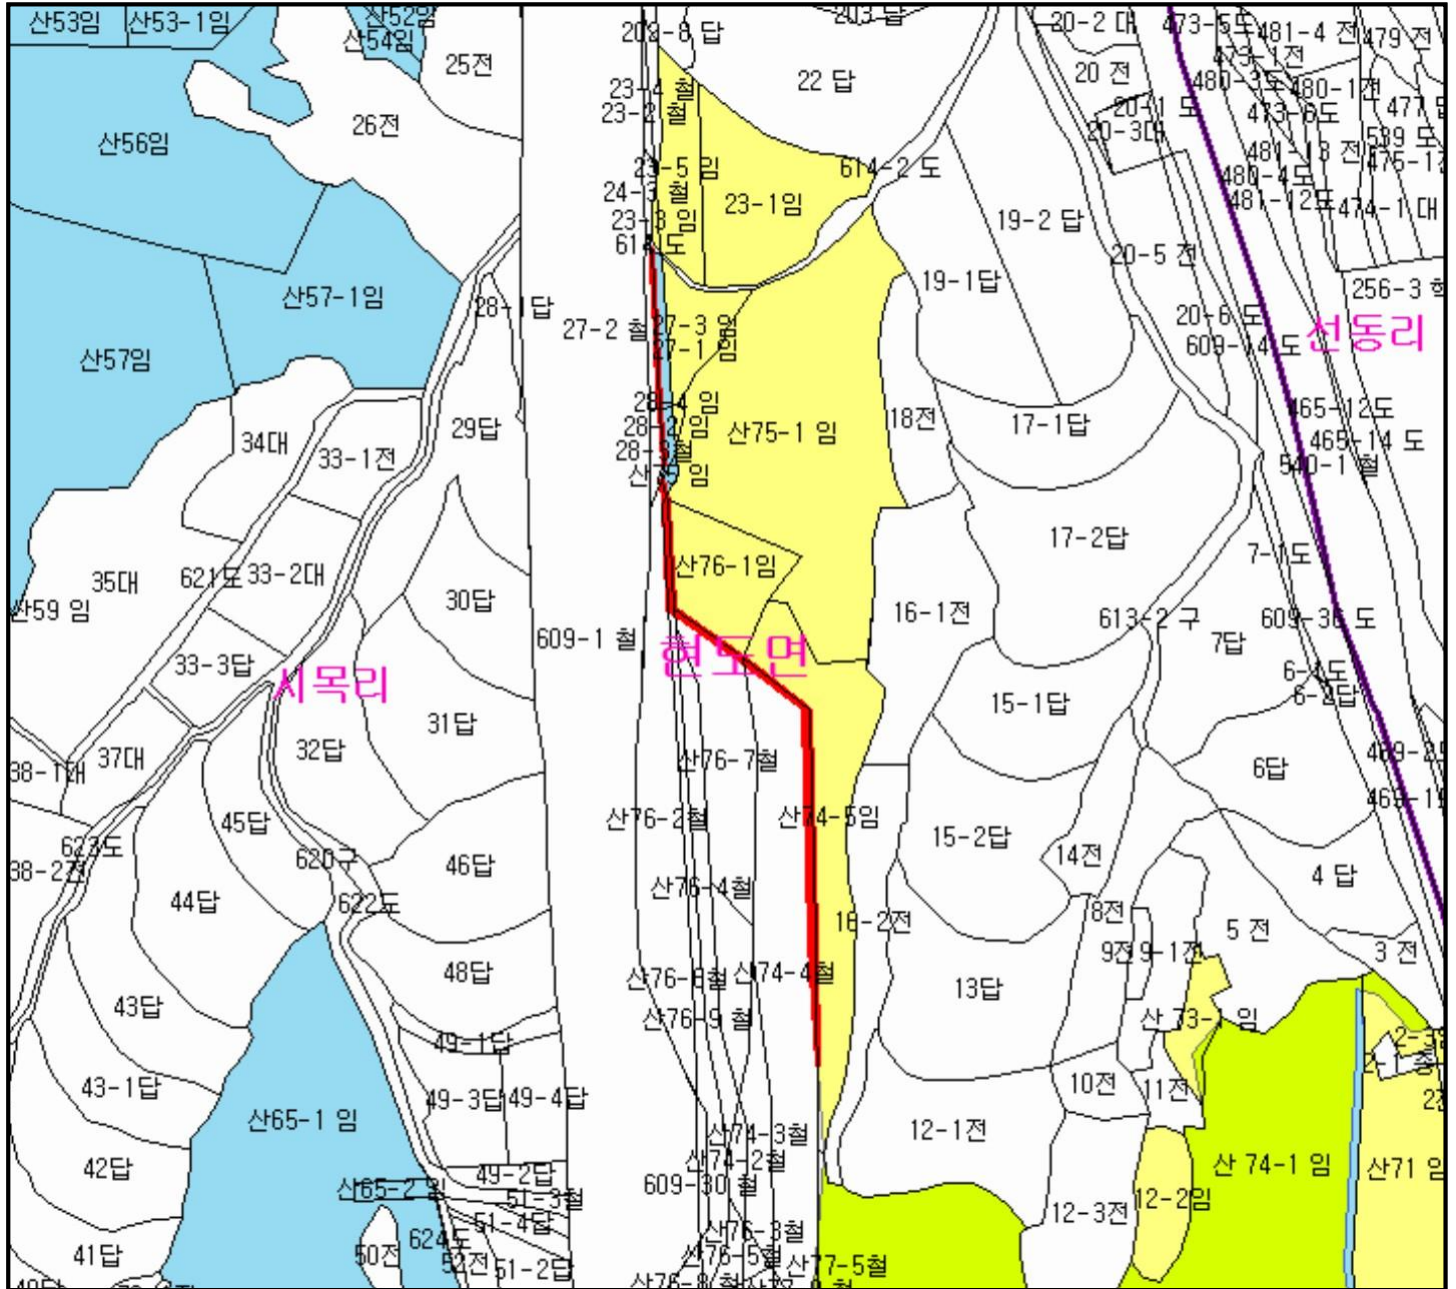 산53임
산53-1임
산52임
산54임
25전
202-8 답
203 답
22 답
20-2 대
473-5도
481-4 전
479 전
473-1전
20 전
480-3도
480-1전
23-4 철
23-2 철
20-1 도
473-6도
26전
20-3대
산56임
539 도
481-13 전
23-5 임
614-2 도
480-4도
24-3 철
481-12도
474-1 대
23-1임
23-3 임
19-2 답
20-5 전
19-1답
산57-1임
28-1 답
256-3
27-2 철
27-3 임
20-6 도
선동리
27-1 임
609-14 도
산57임
28-4 임
465-12도
34대
29답
28-2 임
산75-1 임
18전
17-1답
465-14 도
33-1전
28-3철
540-1 철
17-2답
7-1도
산76-1임
35대
621도
33-2대
산59 임
30답
16-1전
613-2 구
609-36 도
609-1 철
현도면
7답
33-3답
6-4도
시목리
6-2답
15-1답
31답
32답
37대
산76-7철
38-1대
6답
산76-2철
산74-5임
45답
15-2답
623도
620구
46답
14전
38-2전
4 답
산76-4철
44답
622도
8전
16-2전
5 전
9전
9-1전
3 전
48답
산76-6철
산74-4철
13답
43답
산76-9 철
산 73-1 임
49-1답
43-1답
10전
11전
49-3답
49-4답
산65-1 임
12-1전
산74-3철
42답
산74-2철
산 74-1 임
산71 임
49-2답
산65-2 임
609-30 철
51-3철
12-2임
12-3전
51-4답
산76-3철
624도
41답
50전
52전
산76-5철
51-2답
산77-5철
산76-8 철